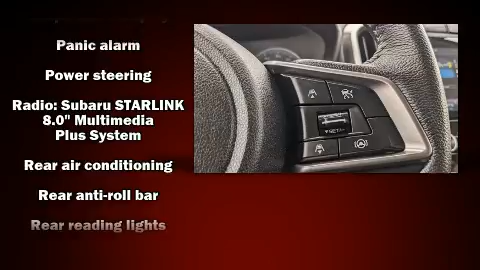 Panic alarm
Power steering
Radio: Subaru STARLINK
8.0" Multimedia
Plus System
Rear air conditioning
Rear anti-roll bar
Rear reading lights